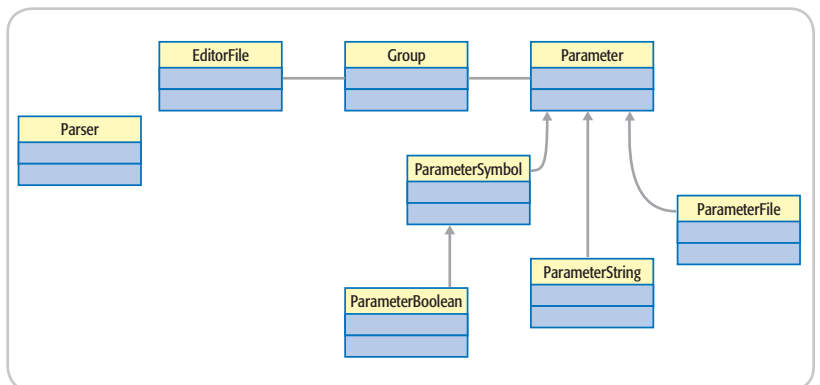 EditorFile
Group
Parameter
Parser
ParameterSymbol
ParameterFile
ParameterString
ParameterBoolean